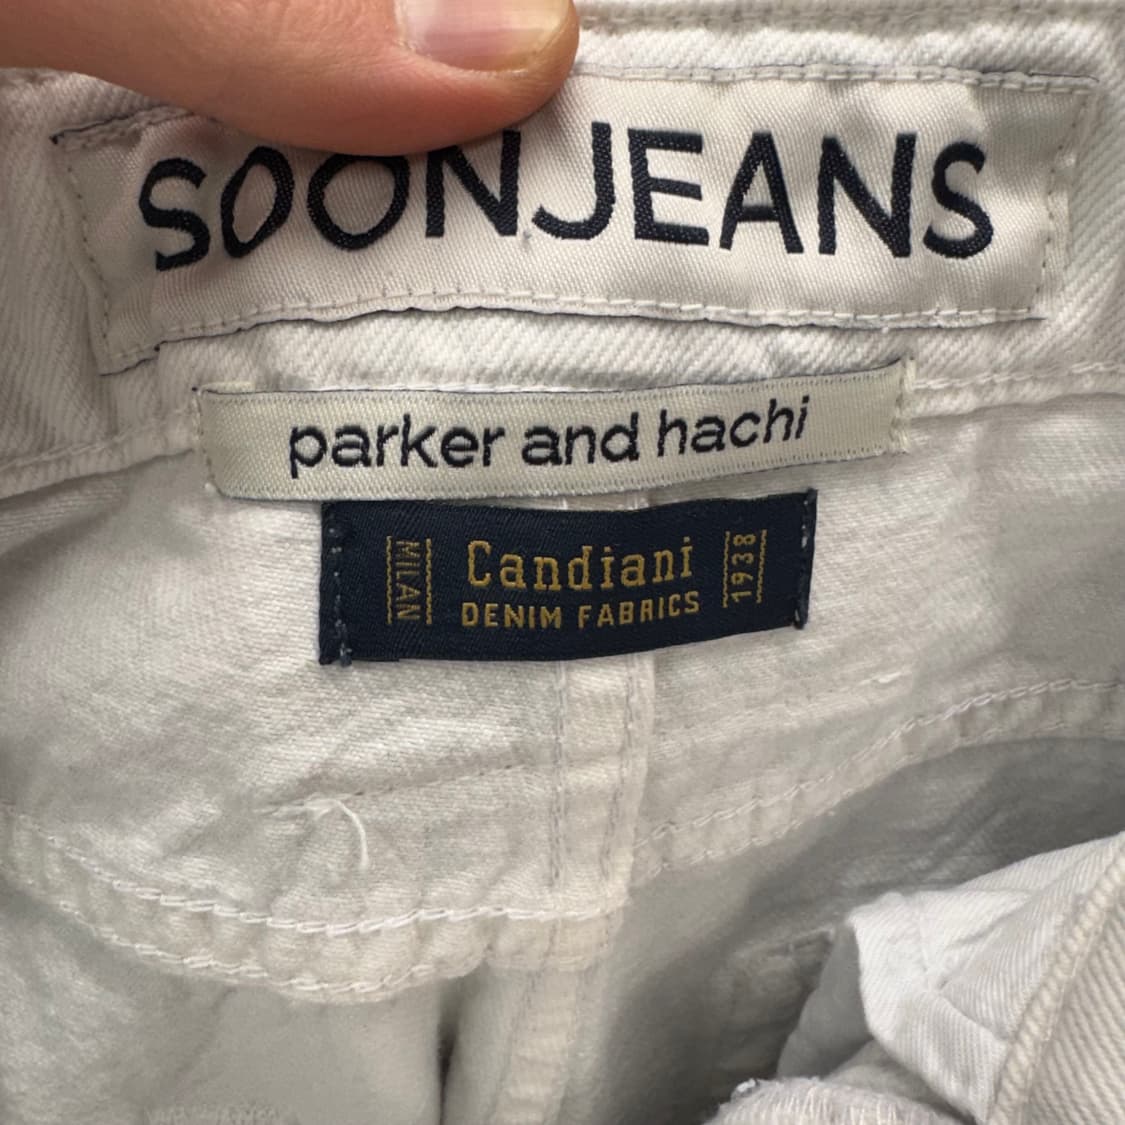 SOONJEANS
parker and hachi
MILAN
Candiani
DENIM FABRICS
1938